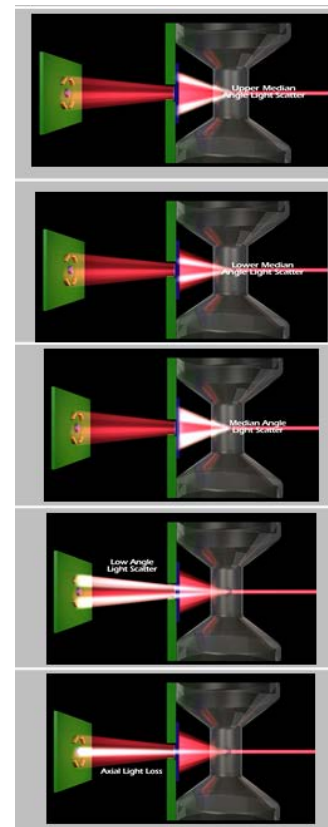 Upper Median
Angle Light Scatter
Lower Median
Angle Light Scatter
Median Angle
Light Scatter
Low Angle
Light Scatter
Axial Light Loss